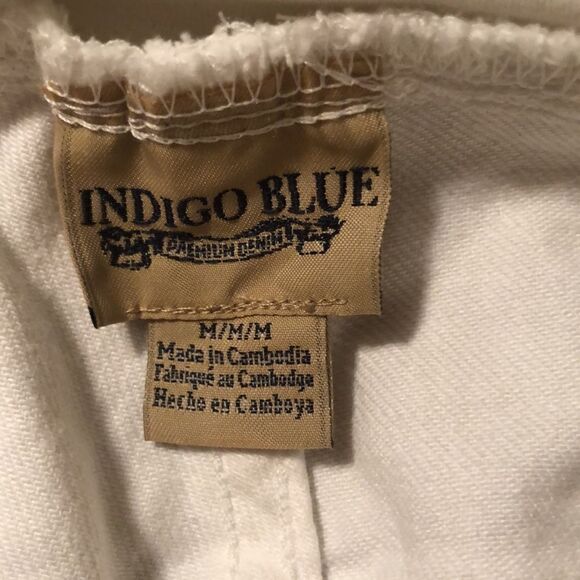 INDIGO BLUE
PREMIUM DENIM
M/M/M
Made in Cambodia
Fabriqué au Cambodge
Hecho en Camboya